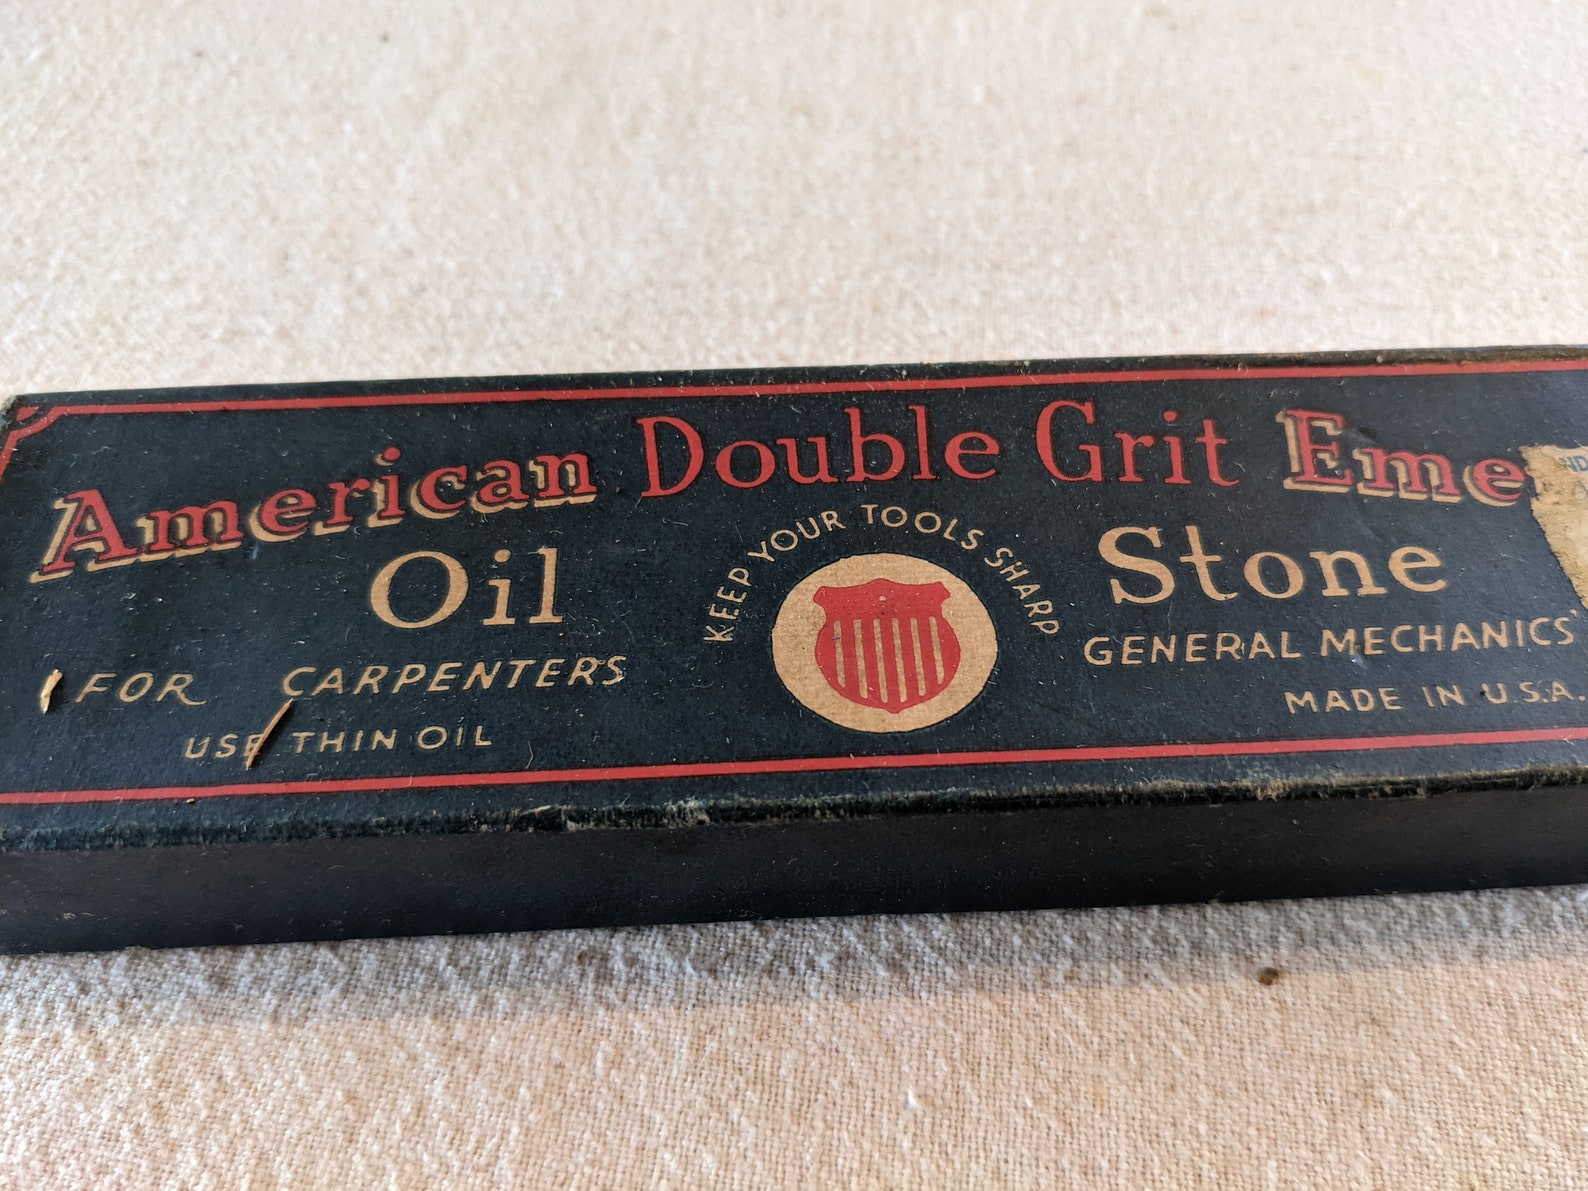 American Double Grit Eme
KEEP YOUR TOOLS SHARP
Oil Stone
FOR CARPENTERS
GENERAL MECHANICS'
USE THIN OIL
MADE IN U.S.A.